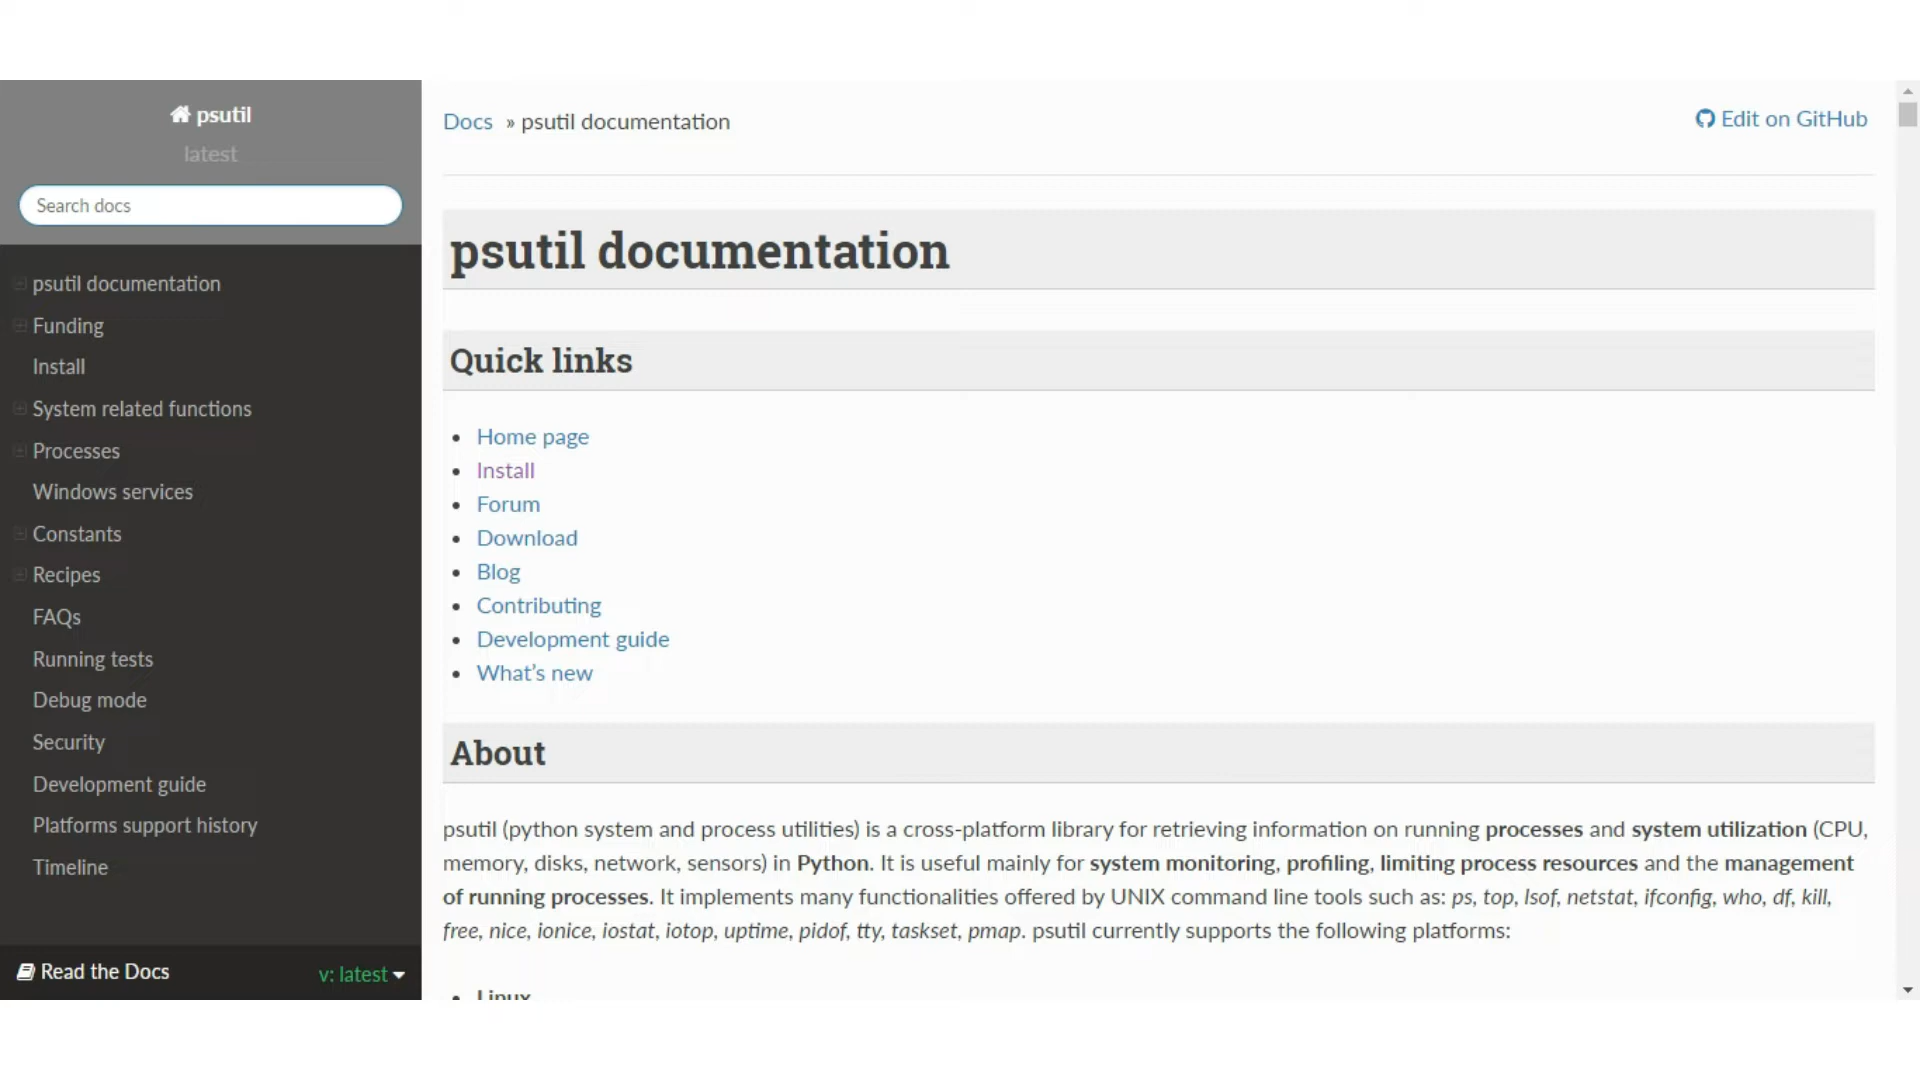 psutil
latest
Search docs
psutil documentation
Funding
Install
System related functions
Processes
Windows services
Constants
Recipes
FAQs
Running tests
Debug mode
Security
Development guide
Platforms support history
Timeline
Read the Docs
v: latest
Docs » psutil documentation
Edit on GitHub
psutil documentation
Quick links
Home page
Install
Forum
Download
Blog
Contributing
Development guide
What’s new
About
psutil (python system and process utilities) is a cross-platform library for retrieving information on running processes and system utilization (CPU,
memory, disks, network, sensors) in Python. It is useful mainly for system monitoring, profiling, limiting process resources and the management
of running processes. It implements many functionalities offered by UNIX command line tools such as: ps, top, lsof, netstat, ifconfig, who, df, kill,
free, nice, ionice, iostat, iotop, uptime, pidof, tty, taskset, pmap. psutil currently supports the following platforms:
Linux